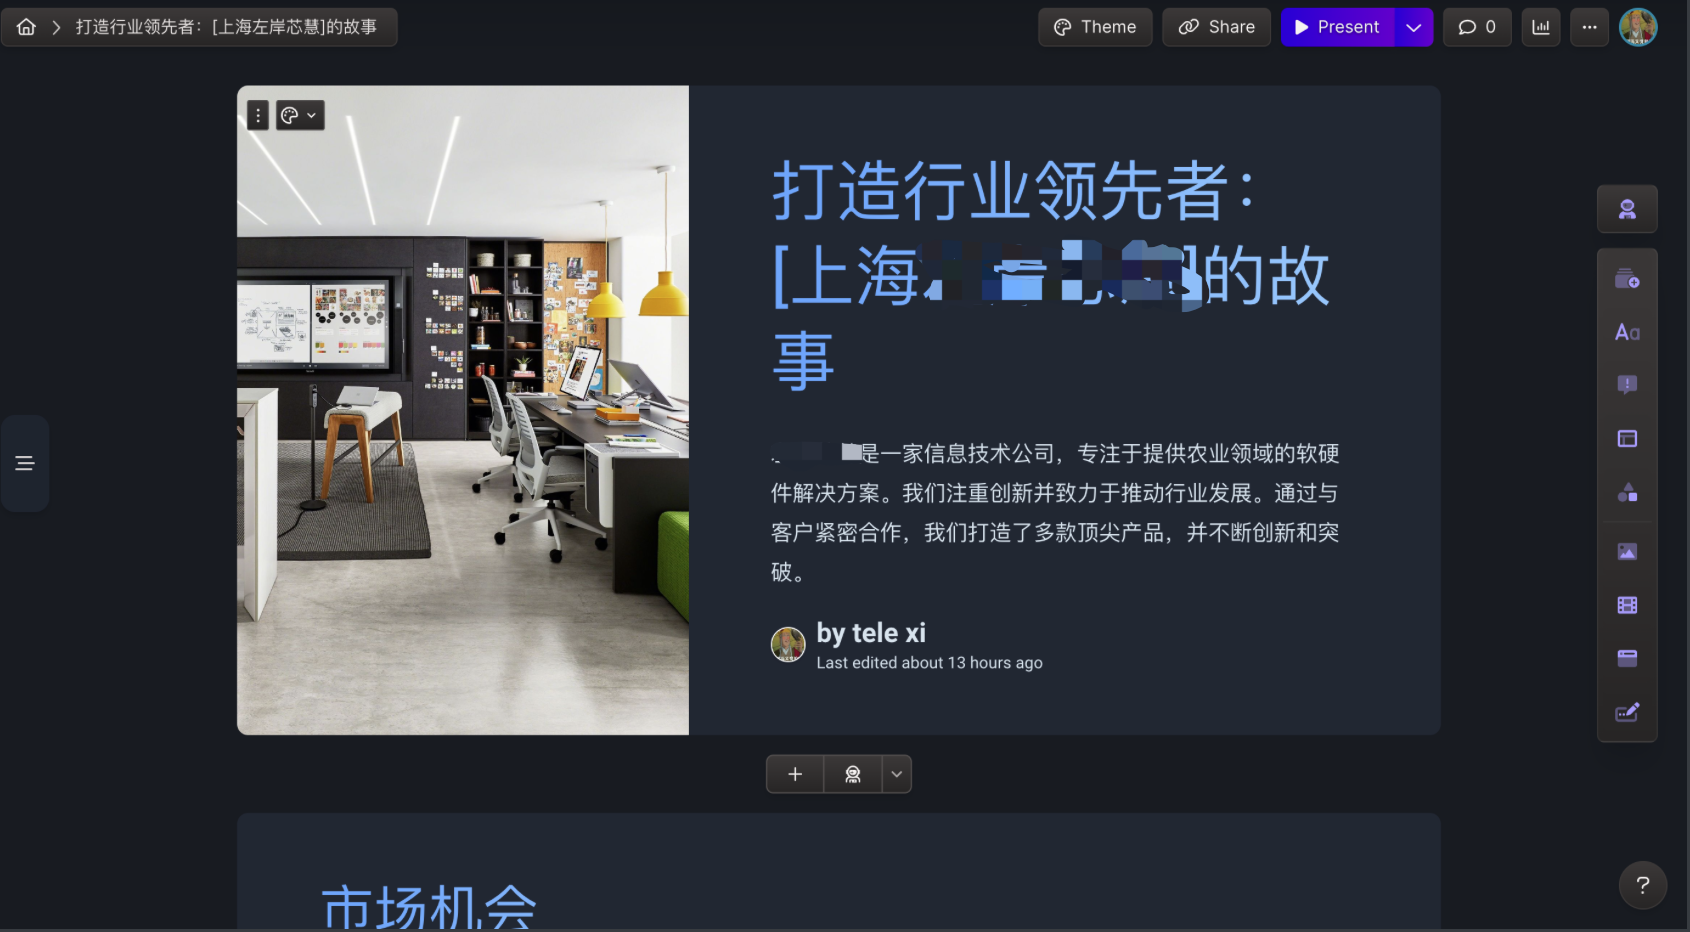 打造行业领先者：[上海左岸芯慧]的故事
Theme
Share
Present
0
打造行业领先者：
[上海
]的故
事
是一家信息技术公司，专注于提供农业领域的软硬
件解决方案。我们注重创新并致力于推动行业发展。通过与
客户紧密合作，我们打造了多款顶尖产品，并不断创新和突
破。
by tele xi
Last edited about 13 hours ago
Aa
市场机会
?